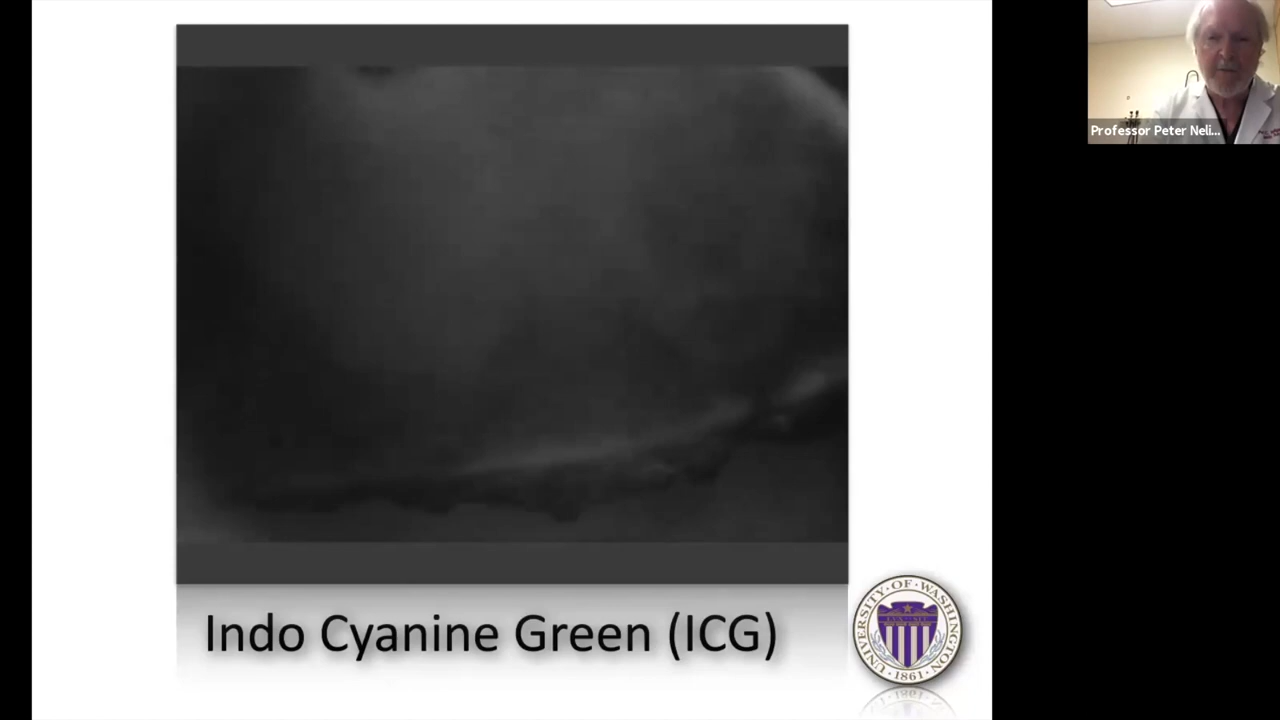 Professor Peter Neli...
Indo Cyanine Green (ICG)
UNIVERSITY · OF · WASHINGTON
· 1861 ·